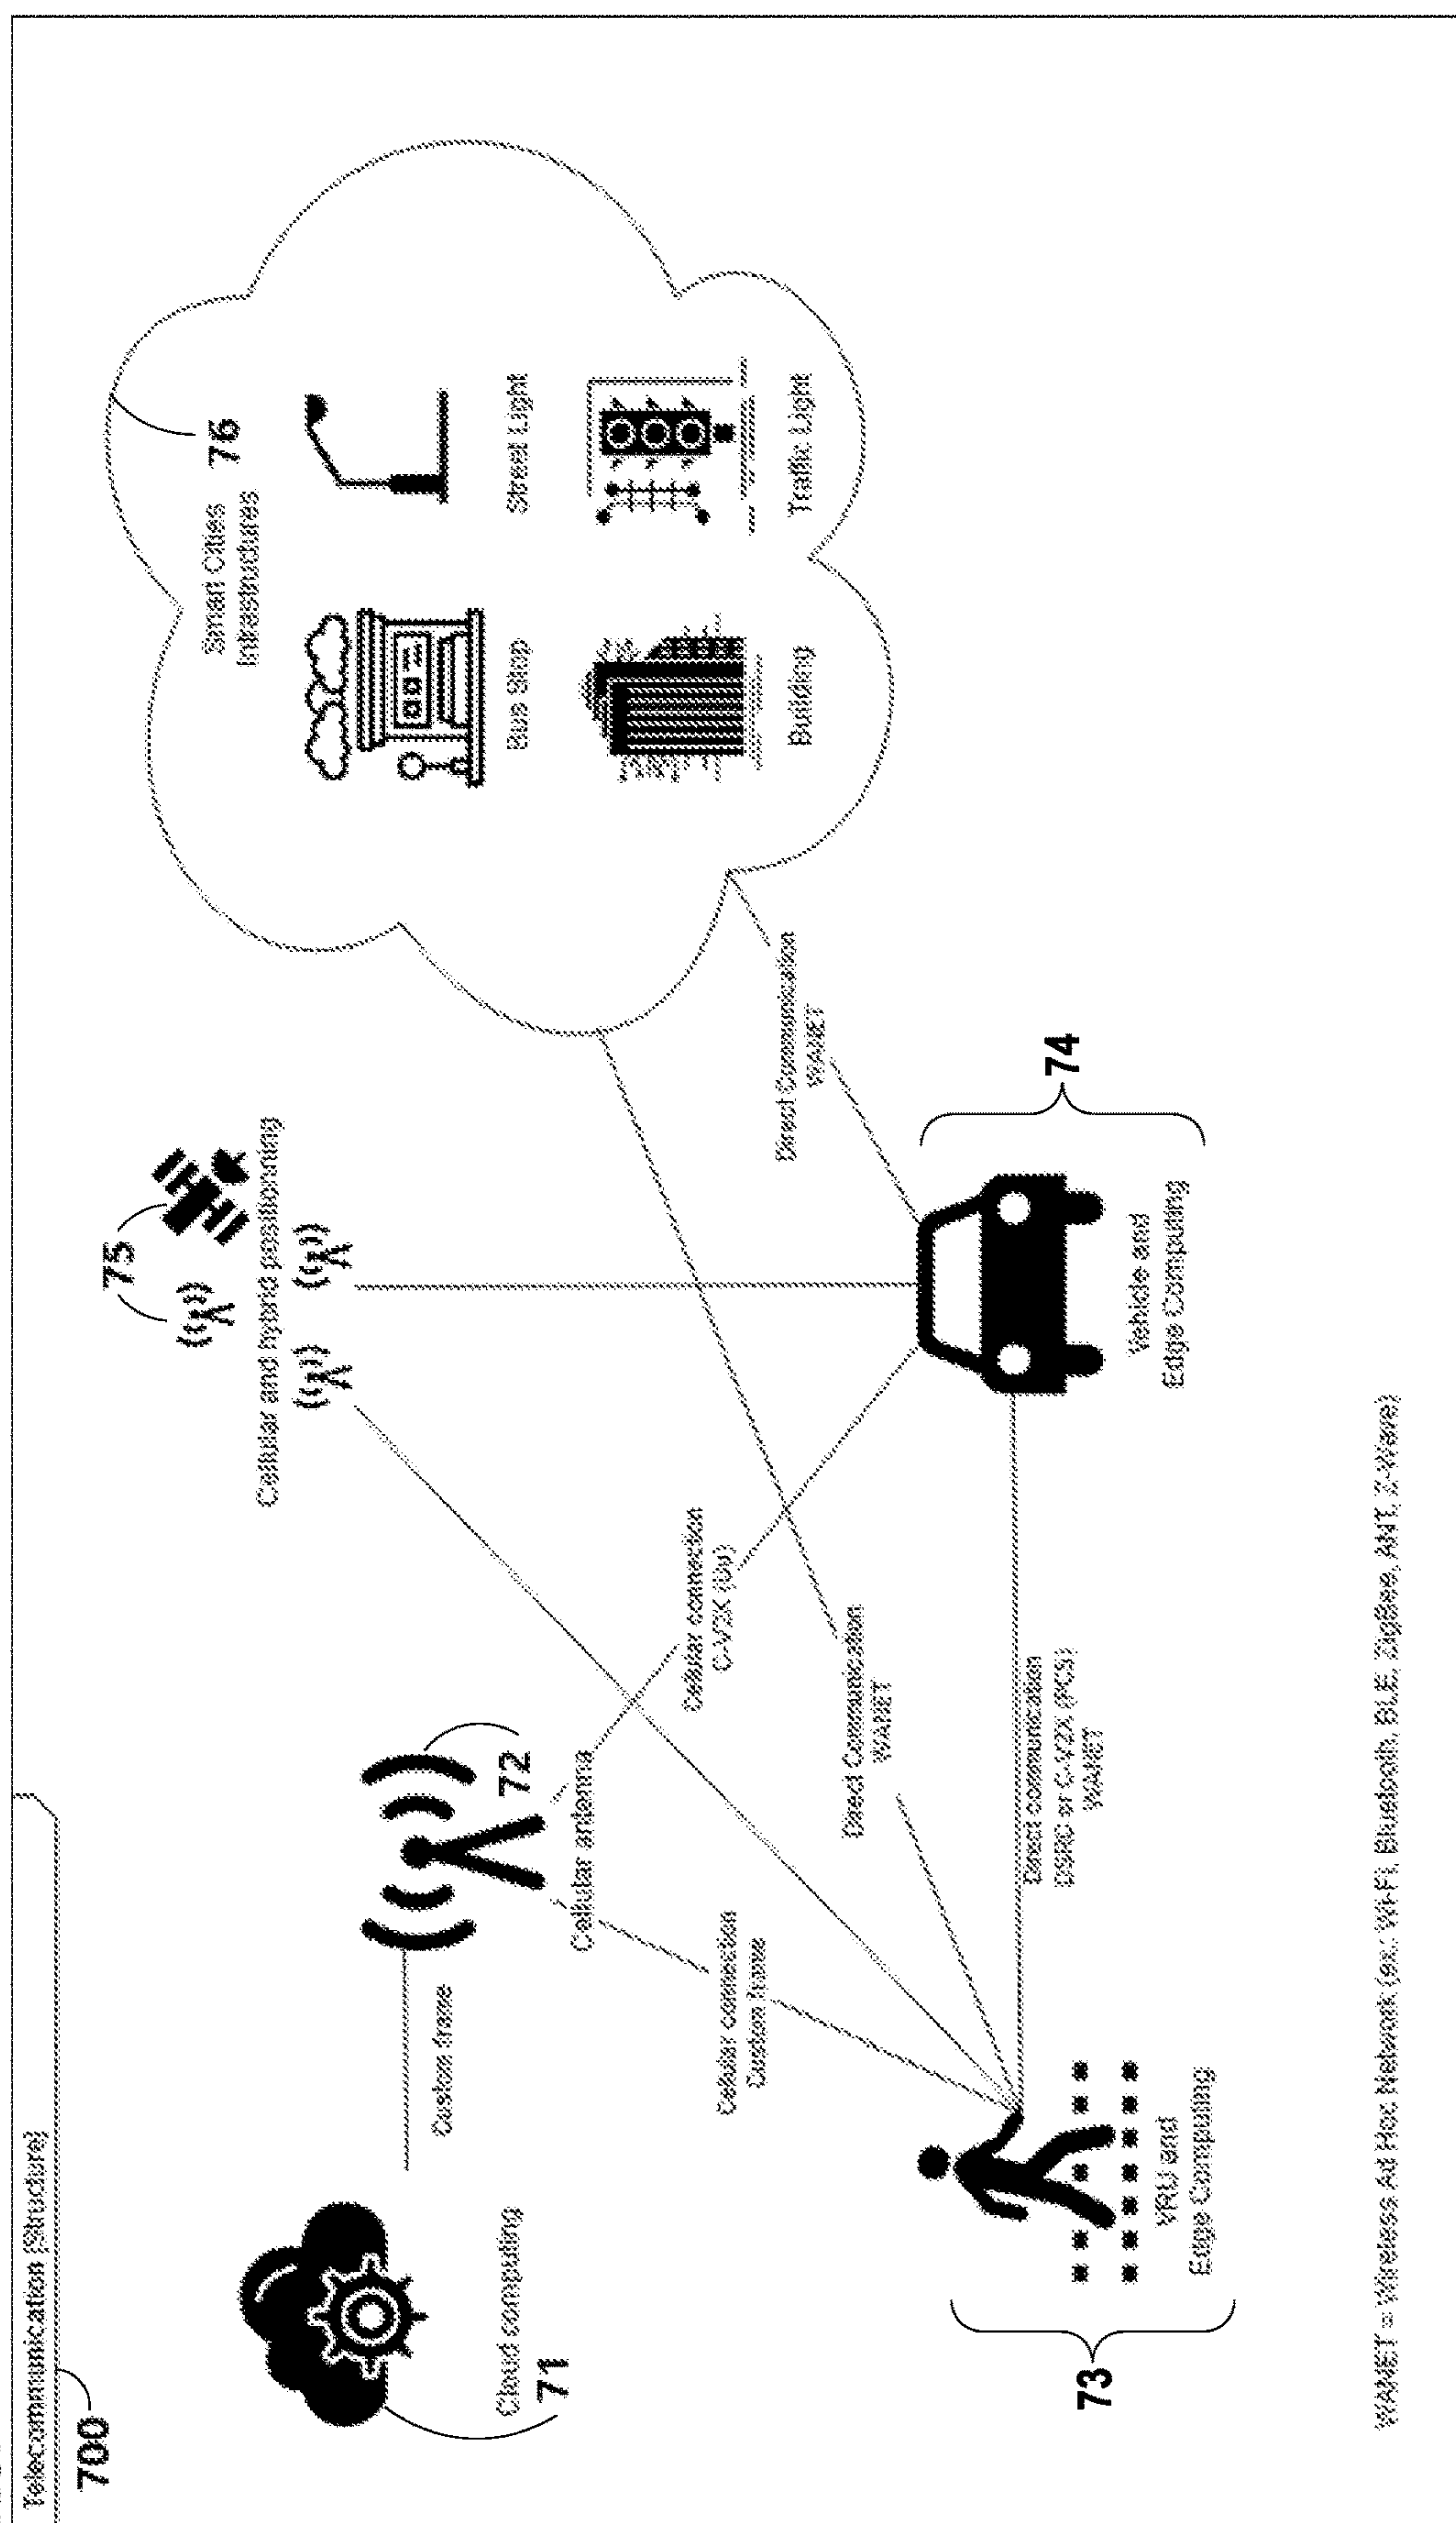 Telecommunication (Structure)
700
75
Cellular and hybrid positionning
76
Smart Cities
Infrastructures
Bus Stop
Street Light
Building
Traffic Light
Cloud computing
71
Custom frame
72
Cellular antenna
Cellular connection
C-V2X (Uu)
Cellular connection
Custom frame
Direct Communication
WANET
Direct Communication
WANET
Direct communication
DSRC or C-V2X (PC5)
WANET
73
VRU and
Edge Computing
Vehicle and
Edge Computing
74
WANET = Wireless Ad Hoc Network (ex.: Wi-Fi, Bluetooth, BLE, ZigBee, ANT, Z-Wave)